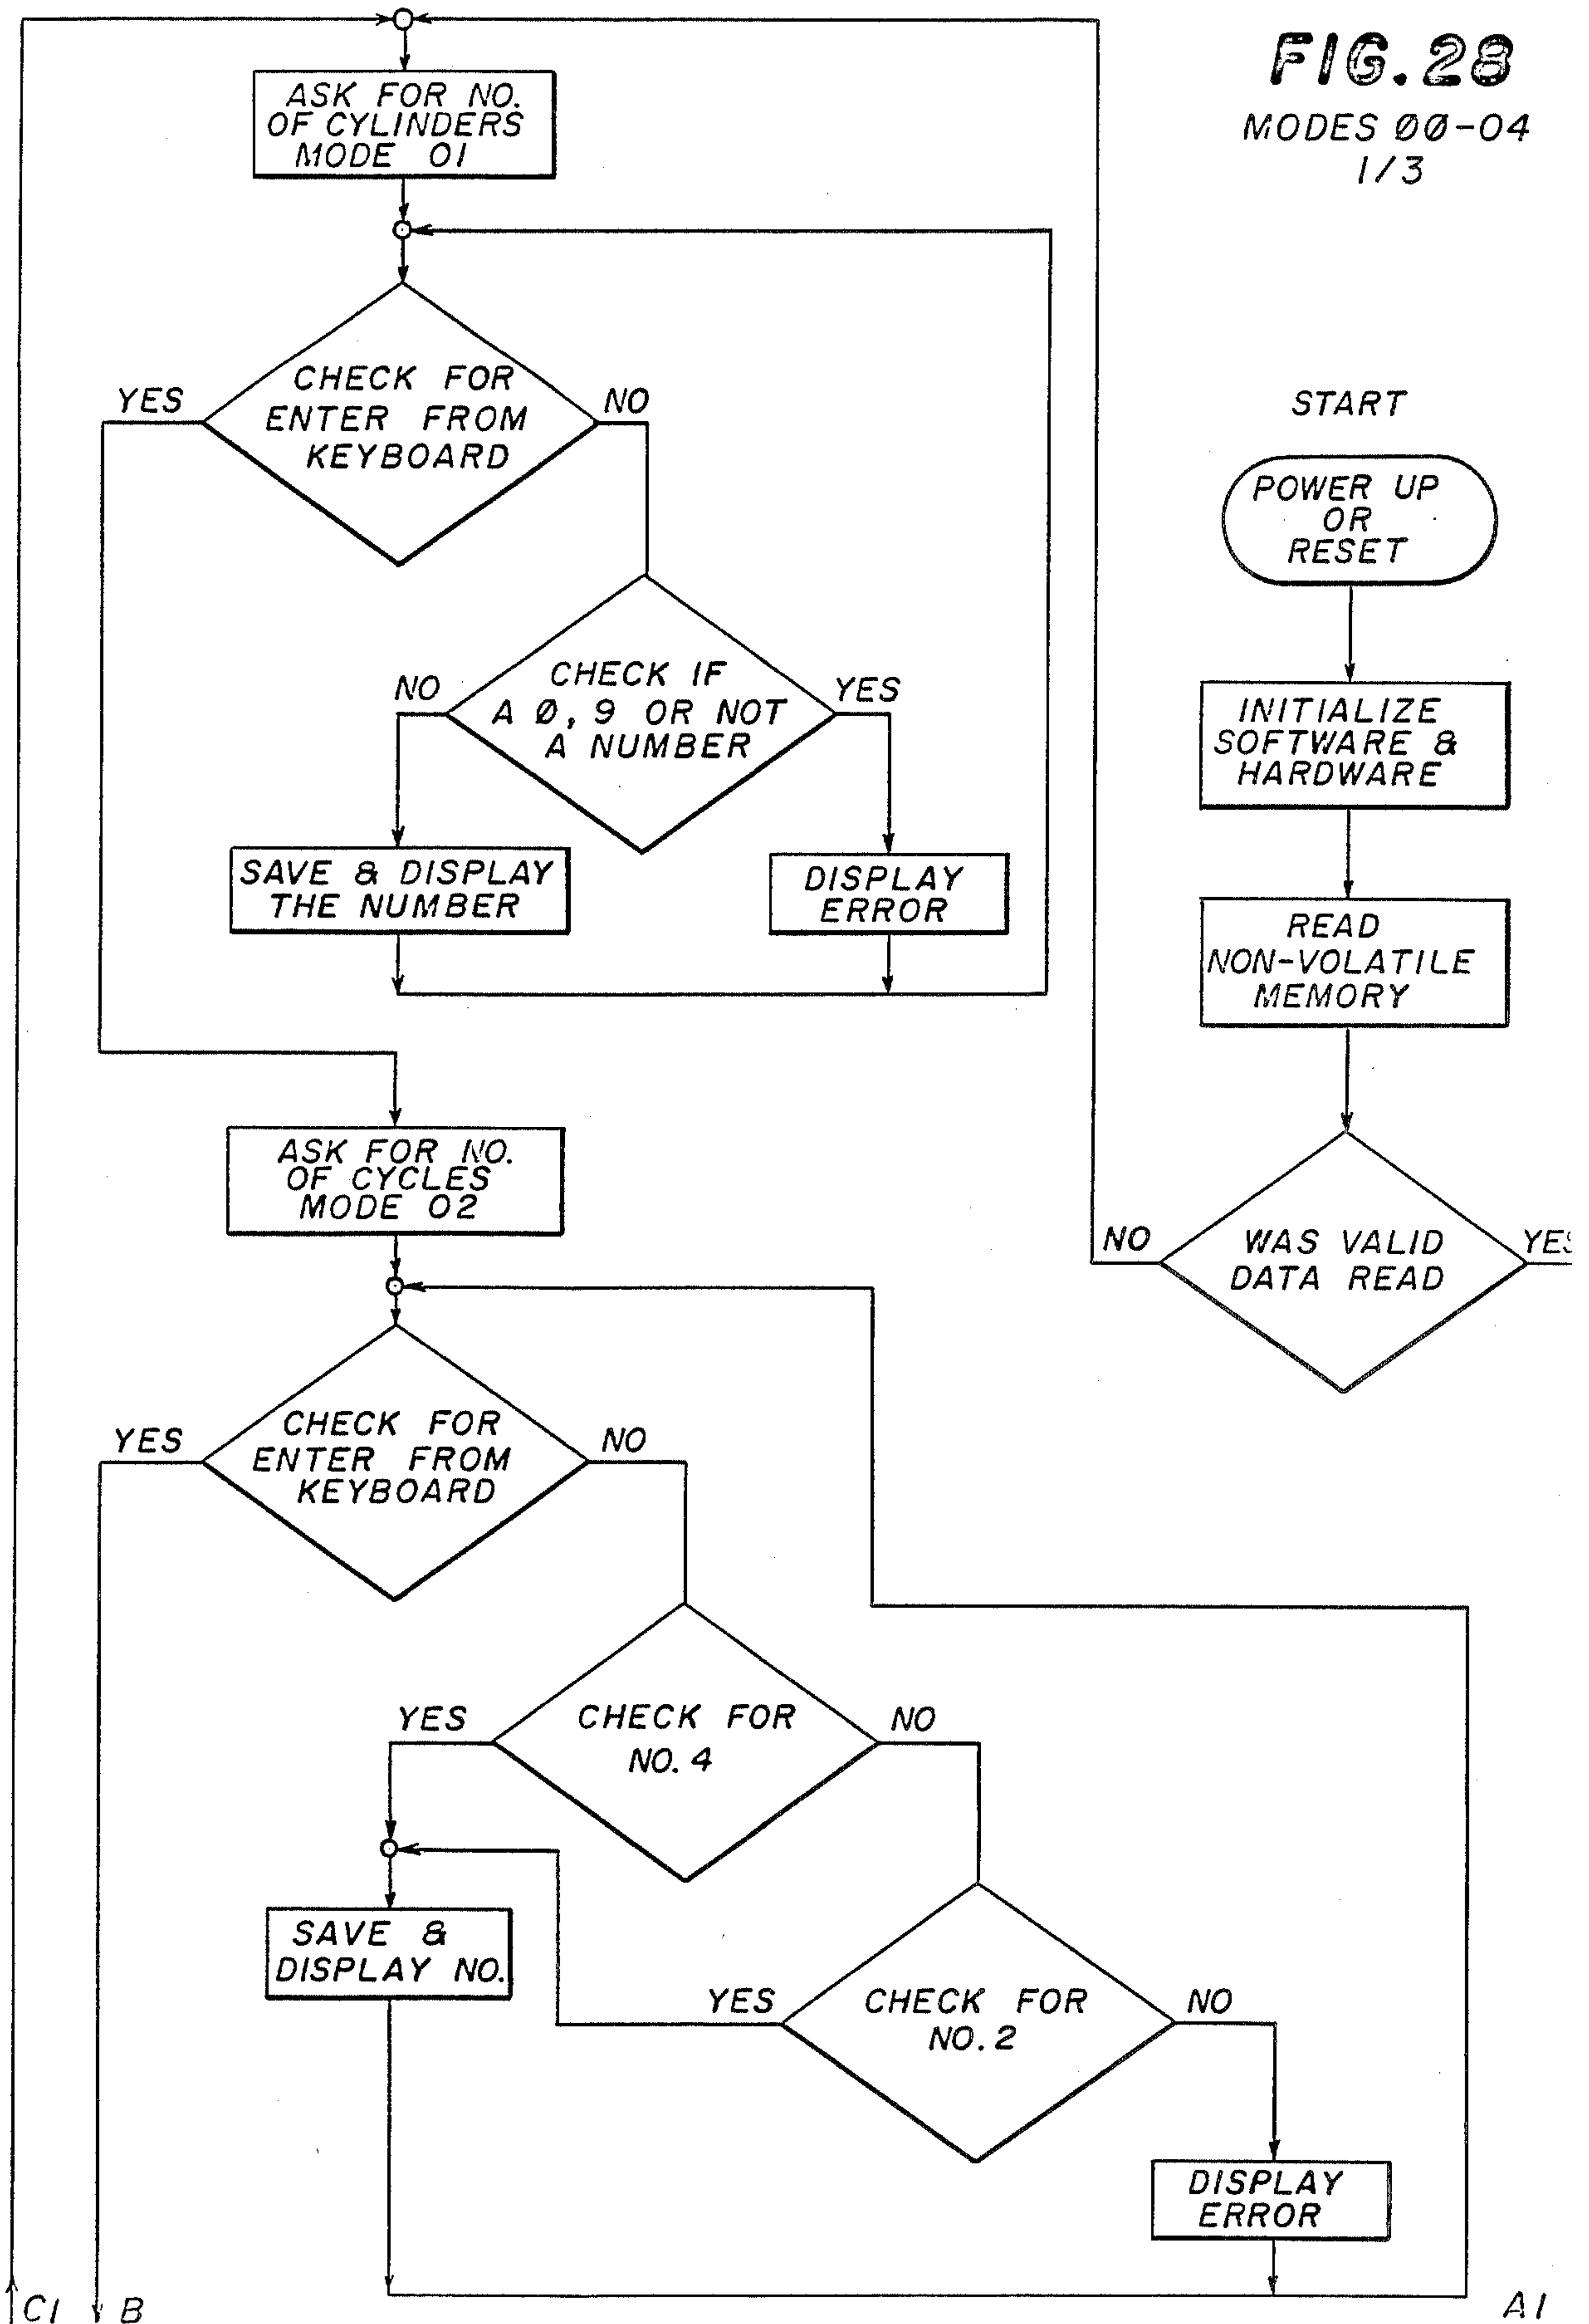 FIG.28
MODES 00-04
1/3
ASK FOR NO.
OF CYLINDERS
MODE 01
CHECK FOR
ENTER FROM
KEYBOARD
YES
NO
CHECK IF
A 0, 9 OR NOT
A NUMBER
NO
YES
SAVE & DISPLAY
THE NUMBER
DISPLAY
ERROR
START
POWER UP
OR
RESET
INITIALIZE
SOFTWARE &
HARDWARE
READ
NON-VOLATILE
MEMORY
WAS VALID
DATA READ
NO
YES
ASK FOR NO.
OF CYCLES
MODE 02
CHECK FOR
ENTER FROM
KEYBOARD
YES
NO
CHECK FOR
NO. 4
YES
NO
SAVE &
DISPLAY NO.
CHECK FOR
NO. 2
YES
NO
DISPLAY
ERROR
C1
B
A1